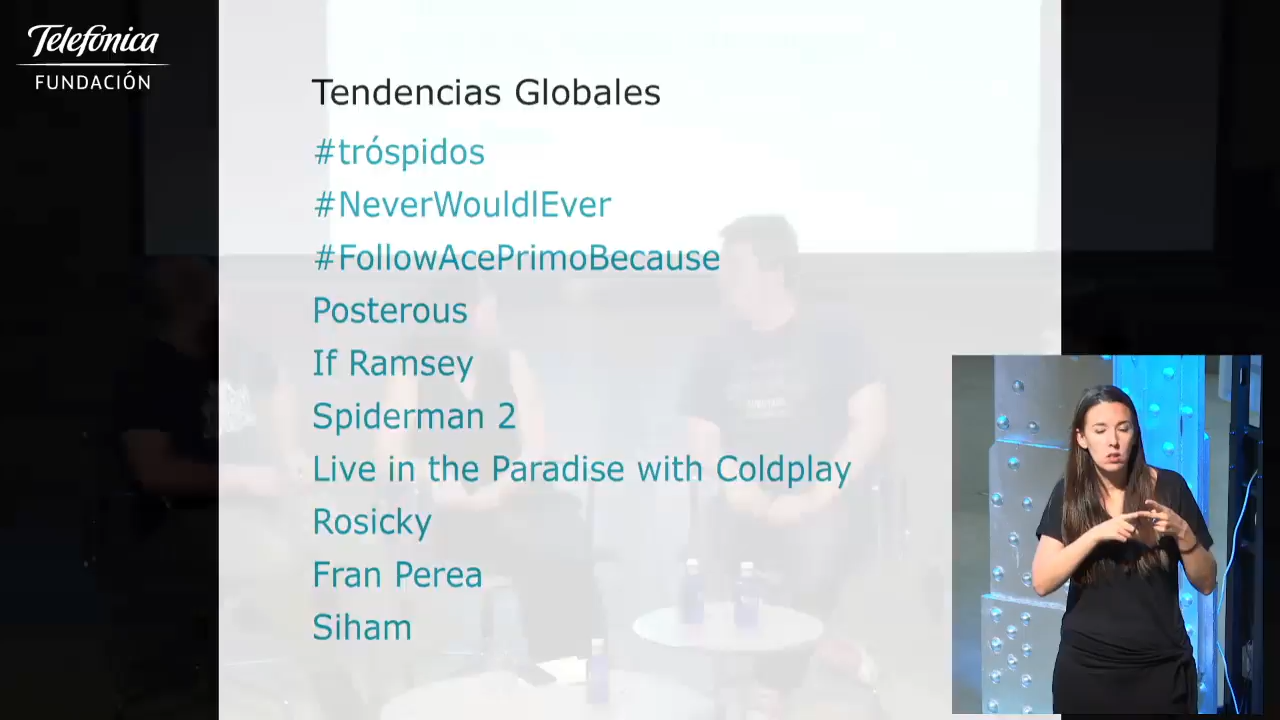 Telefónica
FUNDACIÓN
Tendencias Globales
#tróspidos
#NeverWouldIEver
#FollowAcePrimoBecause
Posterous
If Ramsey
Spiderman 2
Live in the Paradise with Coldplay
Rosicky
Fran Perea
Siham